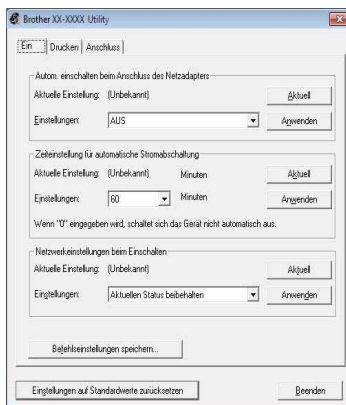 Brother XX-XXXX Utility
Ein Drucken Anschluss
Autom. einschalten beim Anschluss des Netzadapters
Aktuelle Einstellung: (Unbekannt) Aktuell
Einstellungen: AUS Anwenden
Zeiteinstellung für automatische Stromabschaltung
Aktuelle Einstellung: (Unbekannt) Minuten Aktuell
Einstellungen: 60 Minuten Anwenden
Wenn "0" eingegeben wird, schaltet sich das Gerät nicht automatisch aus.
Netzwerkeinstellungen beim Einschalten
Aktuelle Einstellung: (Unbekannt) Aktuell
Einstellungen: Aktuellen Status beibehalten Anwenden
Befehlseinstellungen speichern...
Einstellungen auf Standardwerte zurücksetzen Beenden